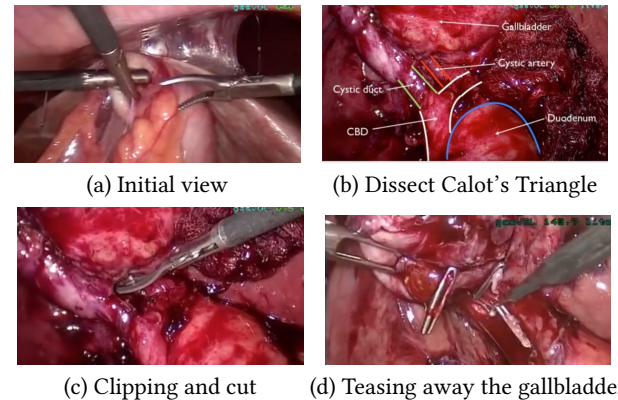 (a) Initial view
Gallbladder
Cystic artery
Cystic duct
CBD
Duodenum
(b) Dissect Calot's Triangle
(c) Clipping and cut
(d) Teasing away the gallbladde